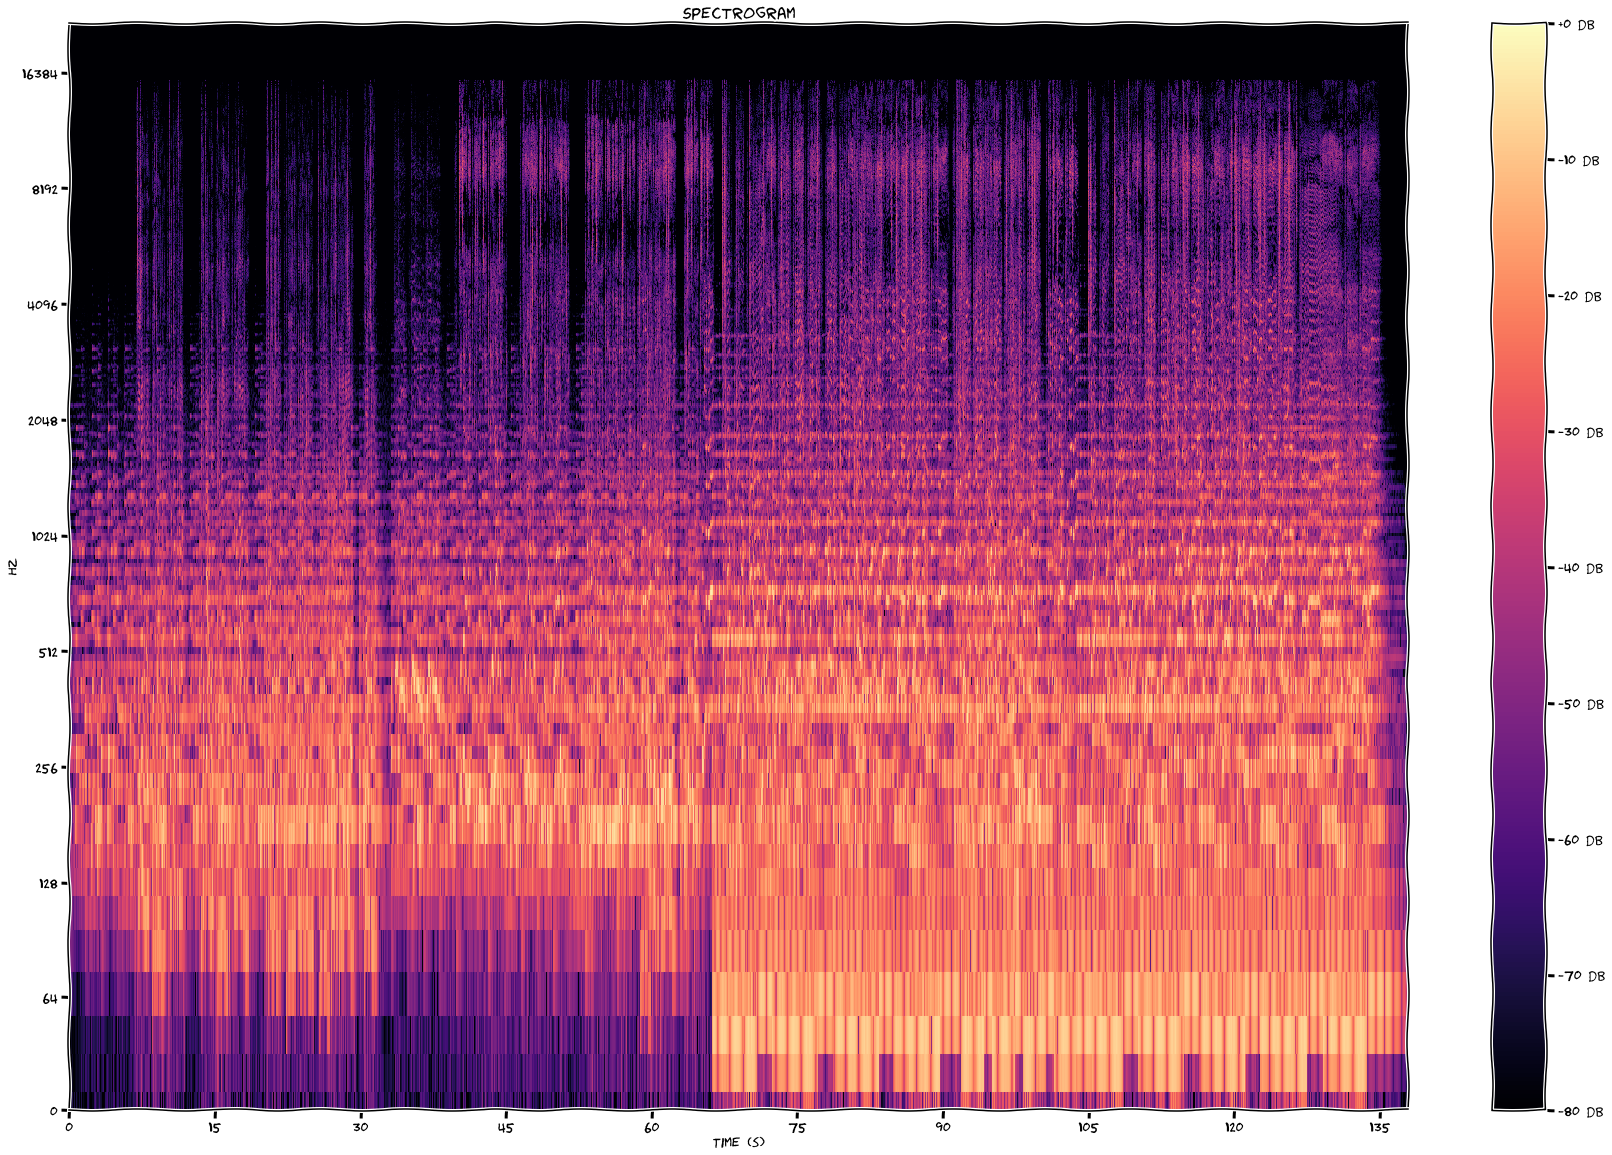 SPECTROGRAM
+0 DB
16384
-10 DB
8192
-20 DB
4096
-30 DB
2048
-40 DB
1024
HZ
512
-50 DB
256
-60 DB
128
-70 DB
64
0
-80 DB
0 15 30 45 60 75 90 105 120 135
TIME (S)